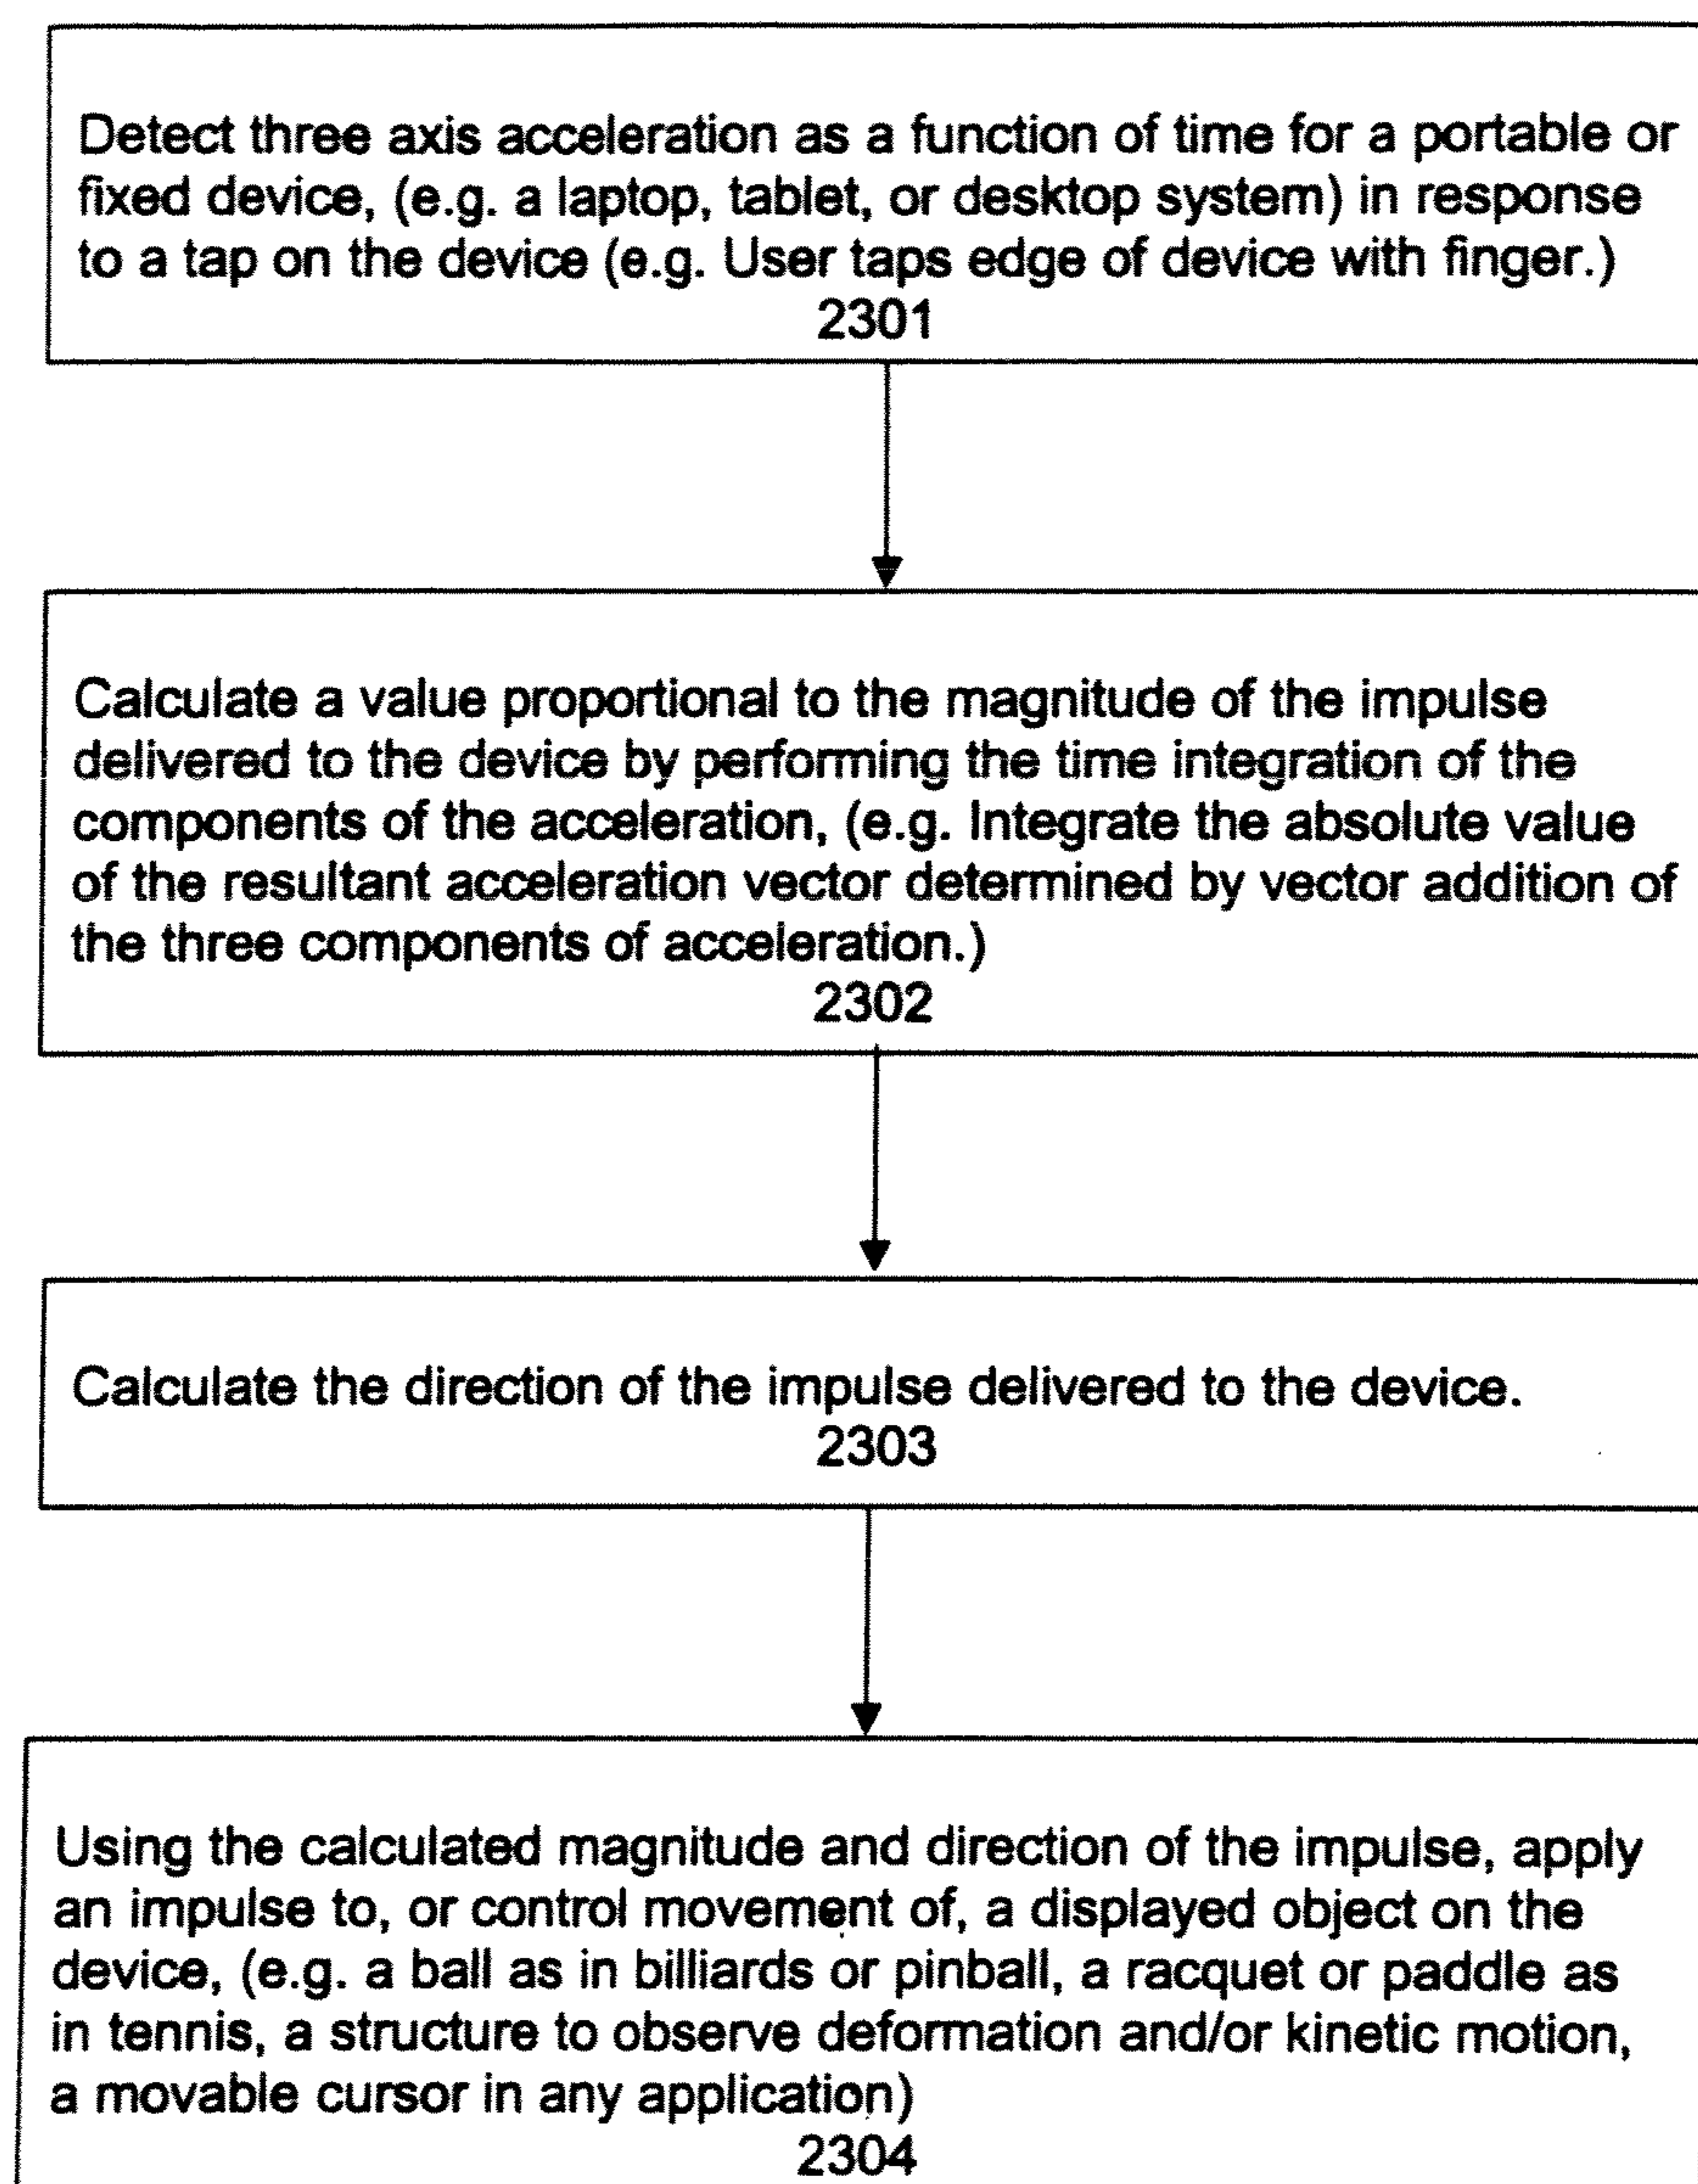 Detect three axis acceleration as a function of time for a portable or
fixed device, (e.g. a laptop, tablet, or desktop system) in response
to a tap on the device (e.g. User taps edge of device with finger.)
2301
Calculate a value proportional to the magnitude of the impulse
delivered to the device by performing the time integration of the
components of the acceleration, (e.g. Integrate the absolute value
of the resultant acceleration vector determined by vector addition of
the three components of acceleration.)
2302
Calculate the direction of the impulse delivered to the device.
2303
Using the calculated magnitude and direction of the impulse, apply
an impulse to, or control movement of, a displayed object on the
device, (e.g. a ball as in billiards or pinball, a racquet or paddle as
in tennis, a structure to observe deformation and/or kinetic motion,
a movable cursor in any application)
2304